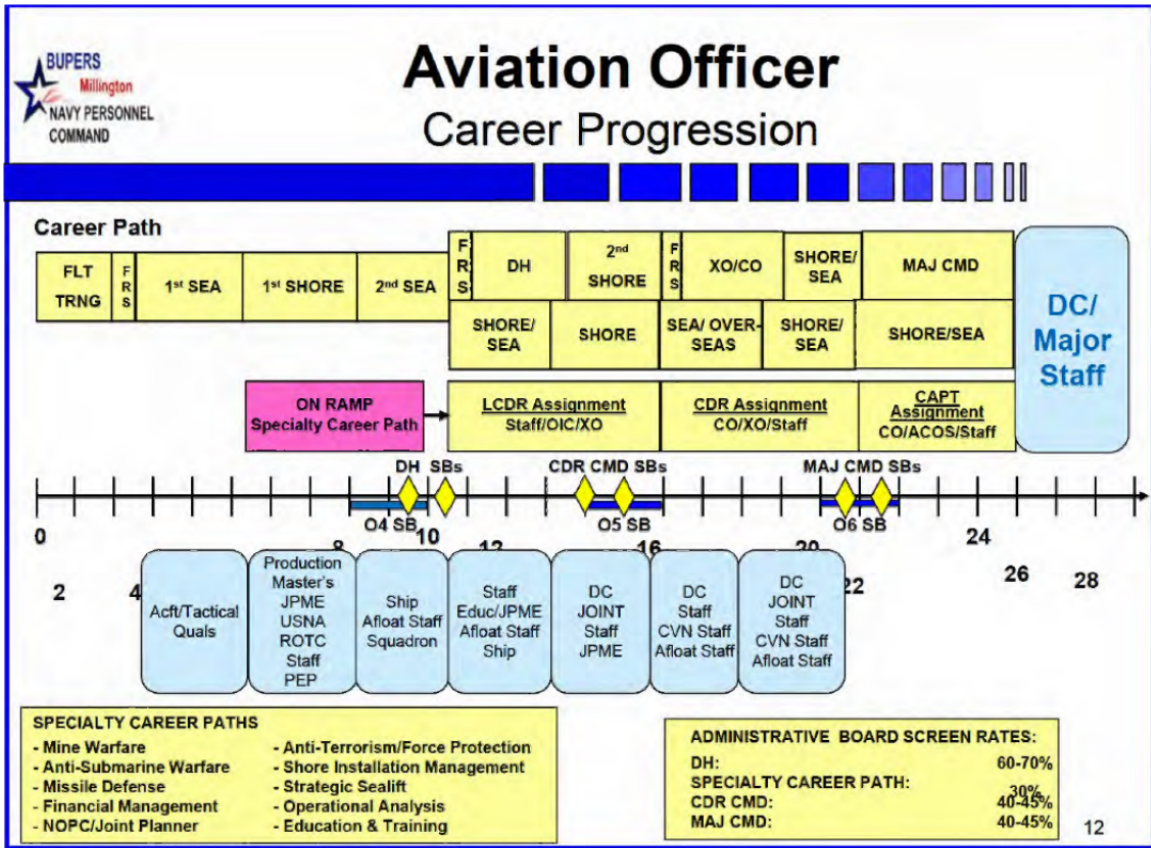 BUPERS
Millington
NAVY PERSONNEL
COMMAND
Aviation Officer
Career Progression
Career Path
FLT
TRNG
F
R
S
1st SEA
1st SHORE
2nd SEA
F
R
S
DH
2nd
SHORE
F
R
S
XO/CO
SHORE/
SEA
MAJ CMD
DC/
Major
Staff
SHORE/
SEA
SHORE
SEA/ OVER-
SEAS
SHORE/
SEA
SHORE/SEA
ON RAMP
Specialty Career Path
LCDR Assignment
Staff/OIC/XO
CDR Assignment
CO/XO/Staff
CAPT
Assignment
CO/ACOS/Staff
DH SBs
CDR CMD SBs
MAJ CMD SBs
O4 SB
O5 SB
O6 SB
0
8
10
12
16
20
24
2
4
22
26
28
Acft/Tactical
Quals
Production
Master's
JPME
USNA
ROTC
Staff
PEP
Ship
Afloat Staff
Squadron
Staff
Educ/JPME
Afloat Staff
Ship
DC
JOINT
Staff
JPME
DC
Staff
CVN Staff
Afloat Staff
DC
JOINT
Staff
CVN Staff
Afloat Staff
SPECIALTY CAREER PATHS
- Mine Warfare
- Anti-Submarine Warfare
- Missile Defense
- Financial Management
- NOPC/Joint Planner
- Anti-Terrorism/Force Protection
- Shore Installation Management
- Strategic Sealift
- Operational Analysis
- Education & Training
ADMINISTRATIVE BOARD SCREEN RATES:
DH: 60-70%
SPECIALTY CAREER PATH: 30%
CDR CMD: 40-45%
MAJ CMD: 40-45%
12